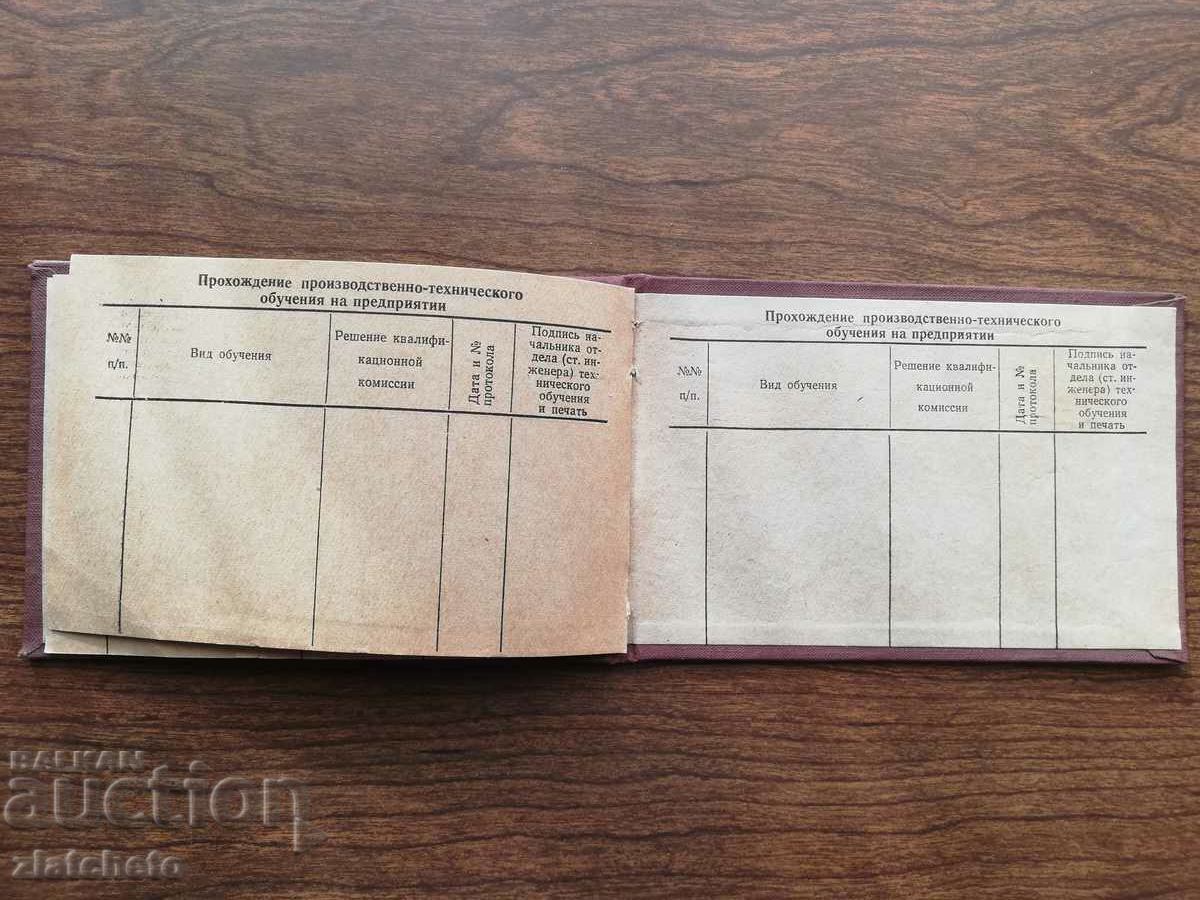 Прохождение производственно-технического
обучения на предприятии
№№
п/п.
Вид обучения
Решение квалифи-
кационной
комиссии
Дата и №
протокола
Подпись на-
чальника от-
дела (ст. ин-
женера) тех-
нического
обучения
и печать
Прохождение производственно-технического
обучения на предприятии
№№
п/п.
Вид обучения
Решение квалифи-
кационной
комиссии
Дата и №
протокола
Подпись на-
чальника от-
дела (ст. ин-
женера) тех-
нического
обучения
и печать
BALKAN
auction
zlatcheto